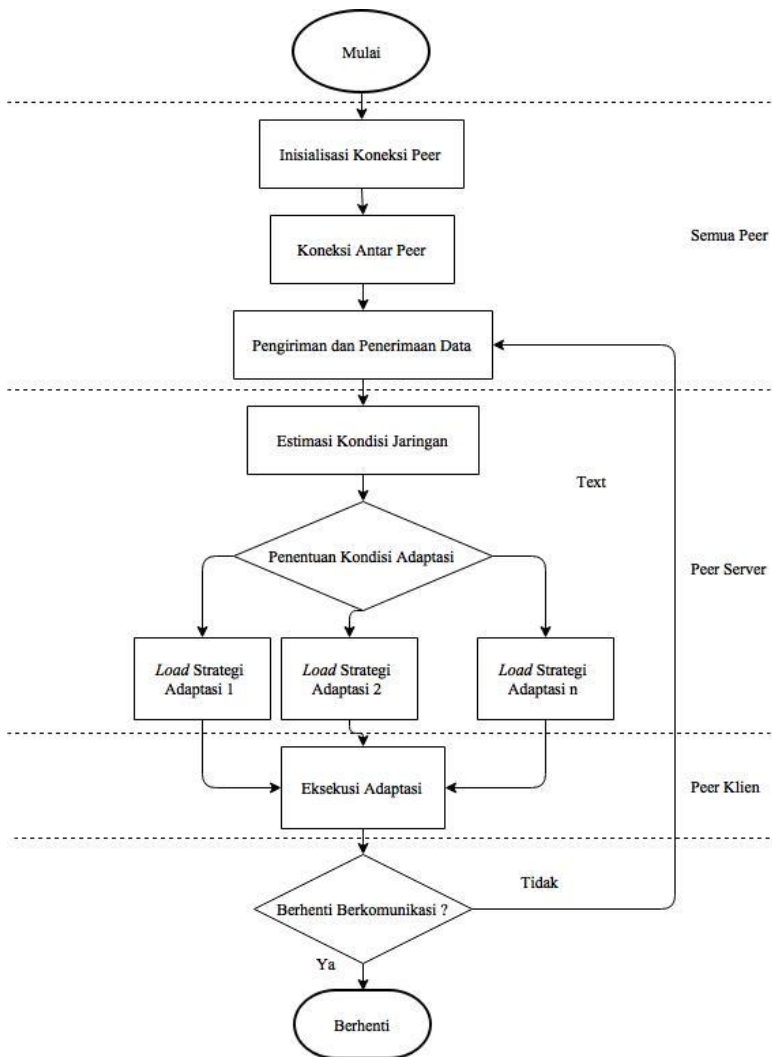 Mulai
Inisialisasi Koneksi Peer
Koneksi Antar Peer
Semua Peer
Pengiriman dan Penerimaan Data
Estimasi Kondisi Jaringan
Text
Penentuan Kondisi Adaptasi
Peer Server
Load Strategi
Adaptasi 1
Load Strategi
Adaptasi 2
Load Strategi
Adaptasi n
Eksekusi Adaptasi
Peer Klien
Tidak
Berhenti Berkomunikasi ?
Ya
Berhenti